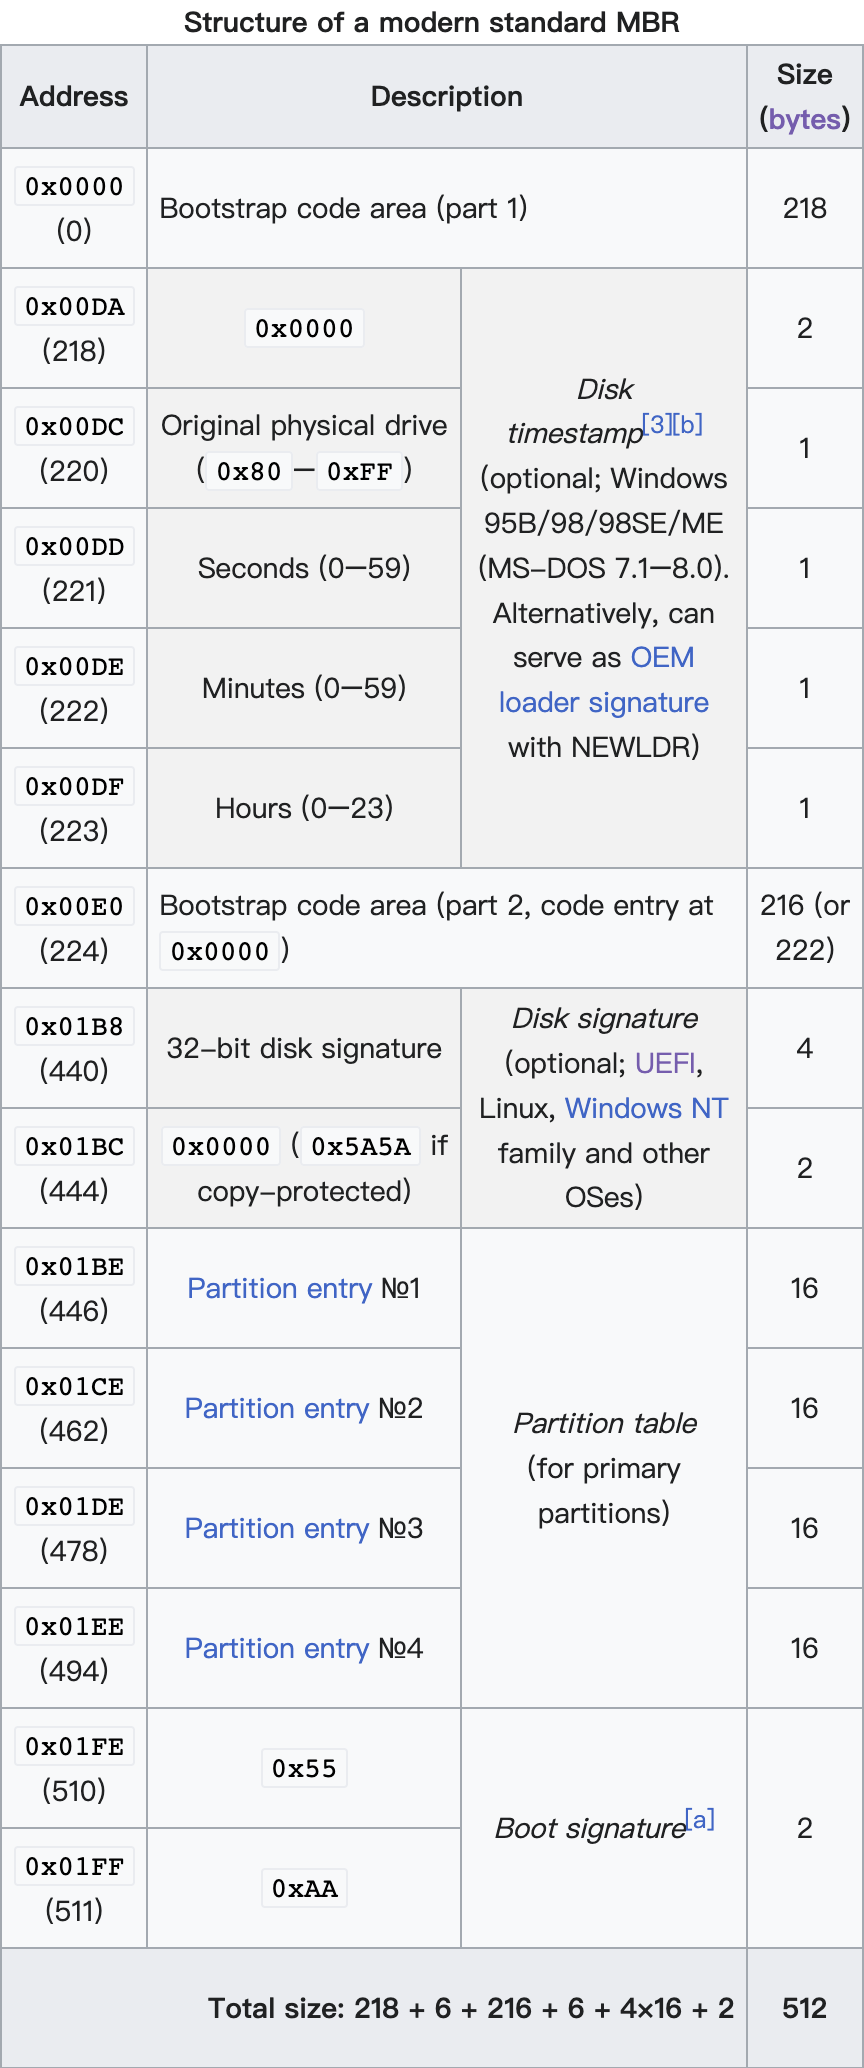 Structure of a modern standard MBR
Address
Description
Size
(bytes)
0x0000
(0)
Bootstrap code area (part 1)
218
0x00DA
(218)
0x0000
Disk
timestamp[3][b]
(optional; Windows
95B/98/98SE/ME
(MS-DOS 7.1–8.0).
Alternatively, can
serve as OEM
loader signature
with NEWLDR)
2
0x00DC
(220)
Original physical drive
(0x80–0xFF)
1
0x00DD
(221)
Seconds (0–59)
1
0x00DE
(222)
Minutes (0–59)
1
0x00DF
(223)
Hours (0–23)
1
0x00E0
(224)
Bootstrap code area (part 2, code entry at
0x0000)
216 (or
222)
0x01B8
(440)
32-bit disk signature
Disk signature
(optional; UEFI,
Linux, Windows NT
family and other
OSes)
4
0x01BC
(444)
0x0000 (0x5A5A if
copy-protected)
2
0x01BE
(446)
Partition entry №1
Partition table
(for primary
partitions)
16
0x01CE
(462)
Partition entry №2
16
0x01DE
(478)
Partition entry №3
16
0x01EE
(494)
Partition entry №4
16
0x01FE
(510)
0x55
Boot signature[a]
2
0x01FF
(511)
0xAA
Total size: 218 + 6 + 216 + 6 + 4×16 + 2
512